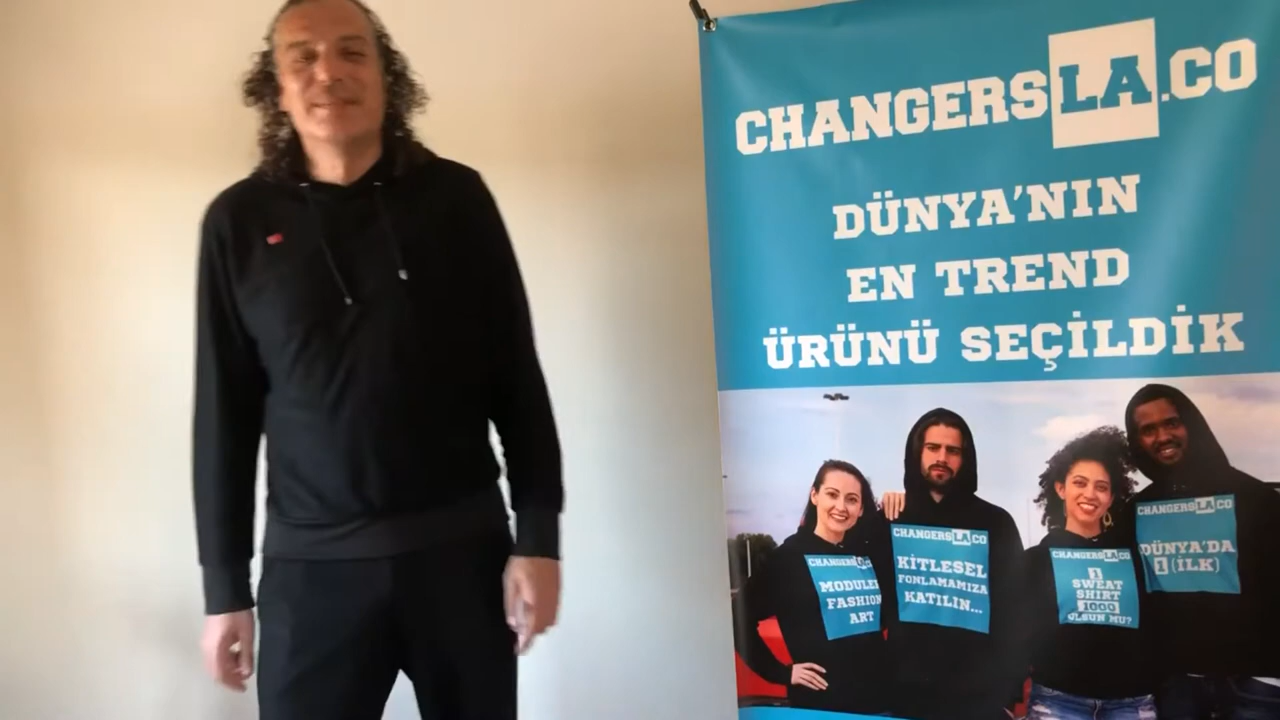 CHANGERSLA.CO
DÜNYA'NIN
EN TREND
ÜRÜNÜ SEÇİLDİK
CHANGERSLA.CO
MODULER
FASHION
ART
CHANGERSLA.CO
KİTLESEL
FONLAMAMIZA
KATILIN...
CHANGERSLA.CO
1
SWEAT
SHIRT
1000
OLSUN MU?
CHANGERSLA.CO
DÜNYA'DA
1 (İLK)